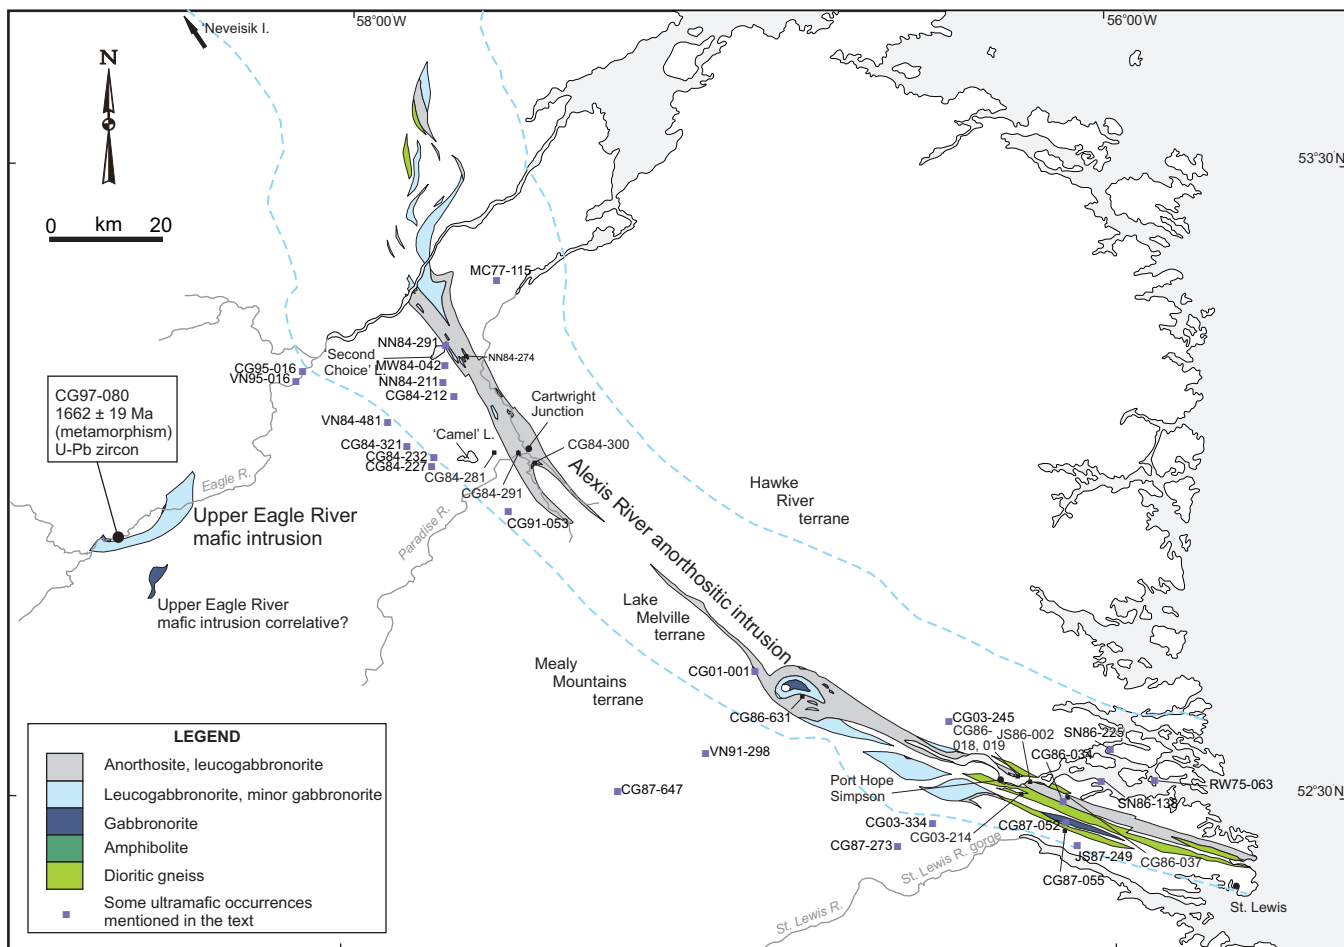 58°00'W
56°00'W
'Neveisik I.
N
53°30'N
km
0 20
MC77-115
NN84-291
'Second
Choice' L.
NN84-274
MW84-042
CG95-016
VN95-016
NN84-211
CG84-212
Cartwright
Junction
CG97-080
1662 ± 19 Ma
(metamorphism)
U-Pb zircon
VN84-481
'Camel' L.
CG84-321
CG84-232
CG84-227
CG84-300
CG84-281
CG84-291
CG91-053
Eagle R.
Paradise R.
Upper Eagle River
mafic intrusion
Alexis River anorthositic intrusion
Hawke
River
terrane
Upper Eagle River
mafic intrusion correlative?
Lake
Melville
terrane
Mealy
Mountains
terrane
CG01-001
CG86-631
CG03-245
CG86-
018, 019
JS86-002
SN86-225
CG86-034
VN91-298
CG87-647
Port Hope
Simpson
RW75-063
SN86-138
52°30'N
CG03-334
CG03-214
CG87-052
CG87-273
JS87-249
CG86-037
CG87-055
St. Lewis R. gorge
St. Lewis R.
St. Lewis
LEGEND
Anorthosite, leucogabbronorite
Leucogabbronorite, minor gabbronorite
Gabbronorite
Amphibolite
Dioritic gneiss
Some ultramafic occurrences
mentioned in the text